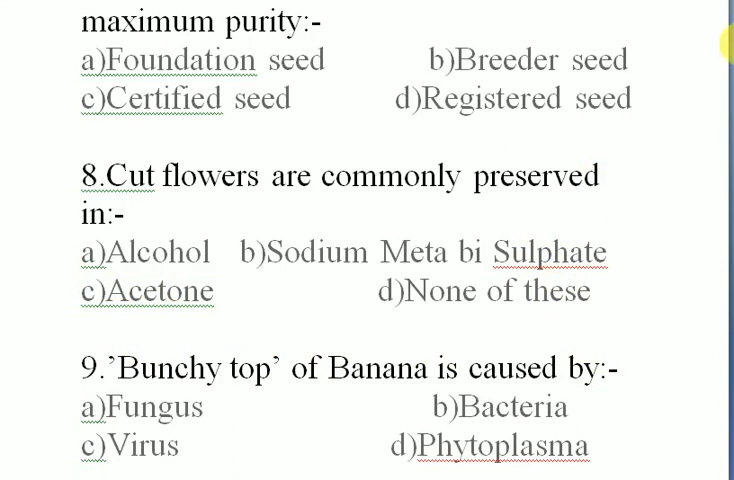 maximum purity:-
a)Foundation seed b)Breeder seed
c)Certified seed d)Registered seed
8.Cut flowers are commonly preserved
in:-
a)Alcohol b)Sodium Meta bi Sulphate
c)Acetone d)None of these
9.’Bunchy top’ of Banana is caused by:-
a)Fungus b)Bacteria
c)Virus d)Phytoplasma